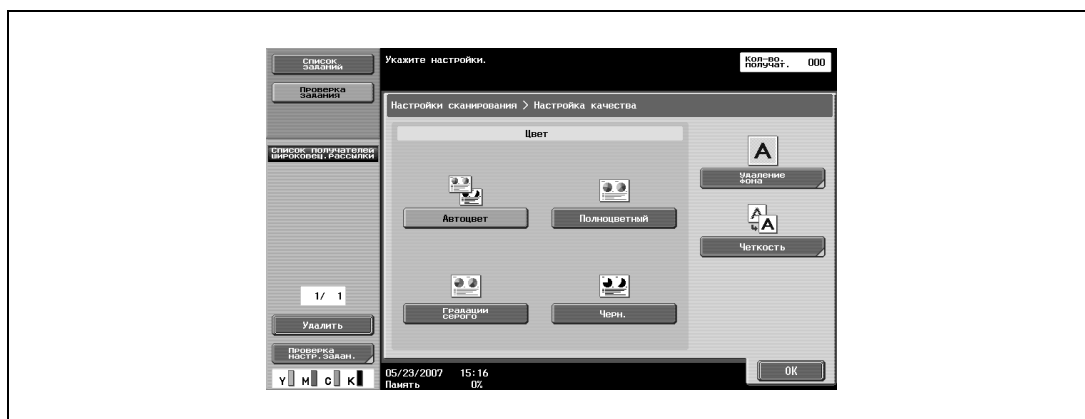 Список
заданий
Проверка
задания
Список получателей
широковещ.рассылки
1/ 1
Удалить
Проверка
настр.задан.
Y M C K
Укажите настройки.
Кол-во.
получат. 000
Настройки сканирования > Настройка качества
Цвет
Автоцвет
Полноцветный
Градации
серого
Черн.
A
Удаление
фона
A
A
Четкость
05/23/2007 15:16
Память 0%
OK